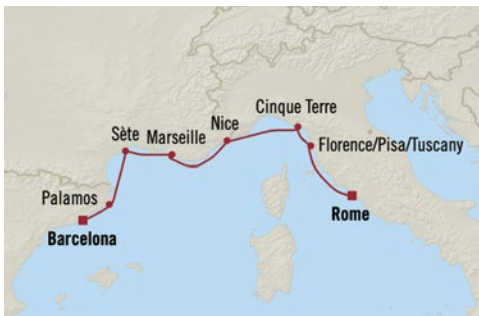 Cinque Terre
Nice
Sète
Marseille
Florence/Pisa/Tuscany
Palamos
Rome
Barcelona